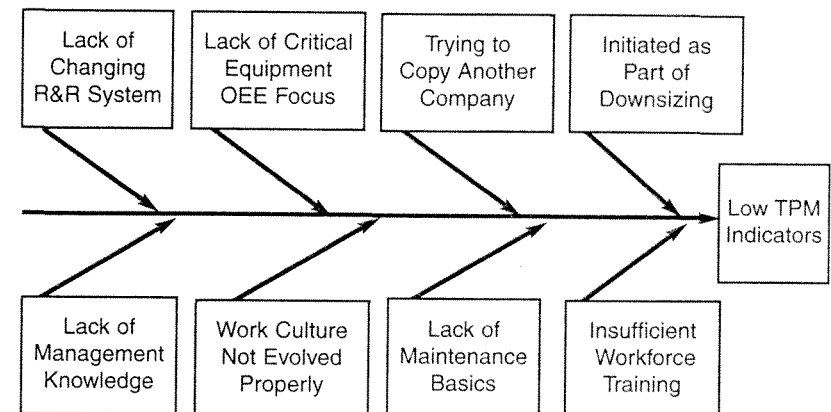 Lack of
Changing
R&R System
Lack of Critical
Equipment
OEE Focus
Trying to
Copy Another
Company
Initiated as
Part of
Downsizing
Low TPM
Indicators
Lack of
Management
Knowledge
Work Culture
Not Evolved
Properly
Lack of
Maintenance
Basics
Insufficient
Workforce
Training